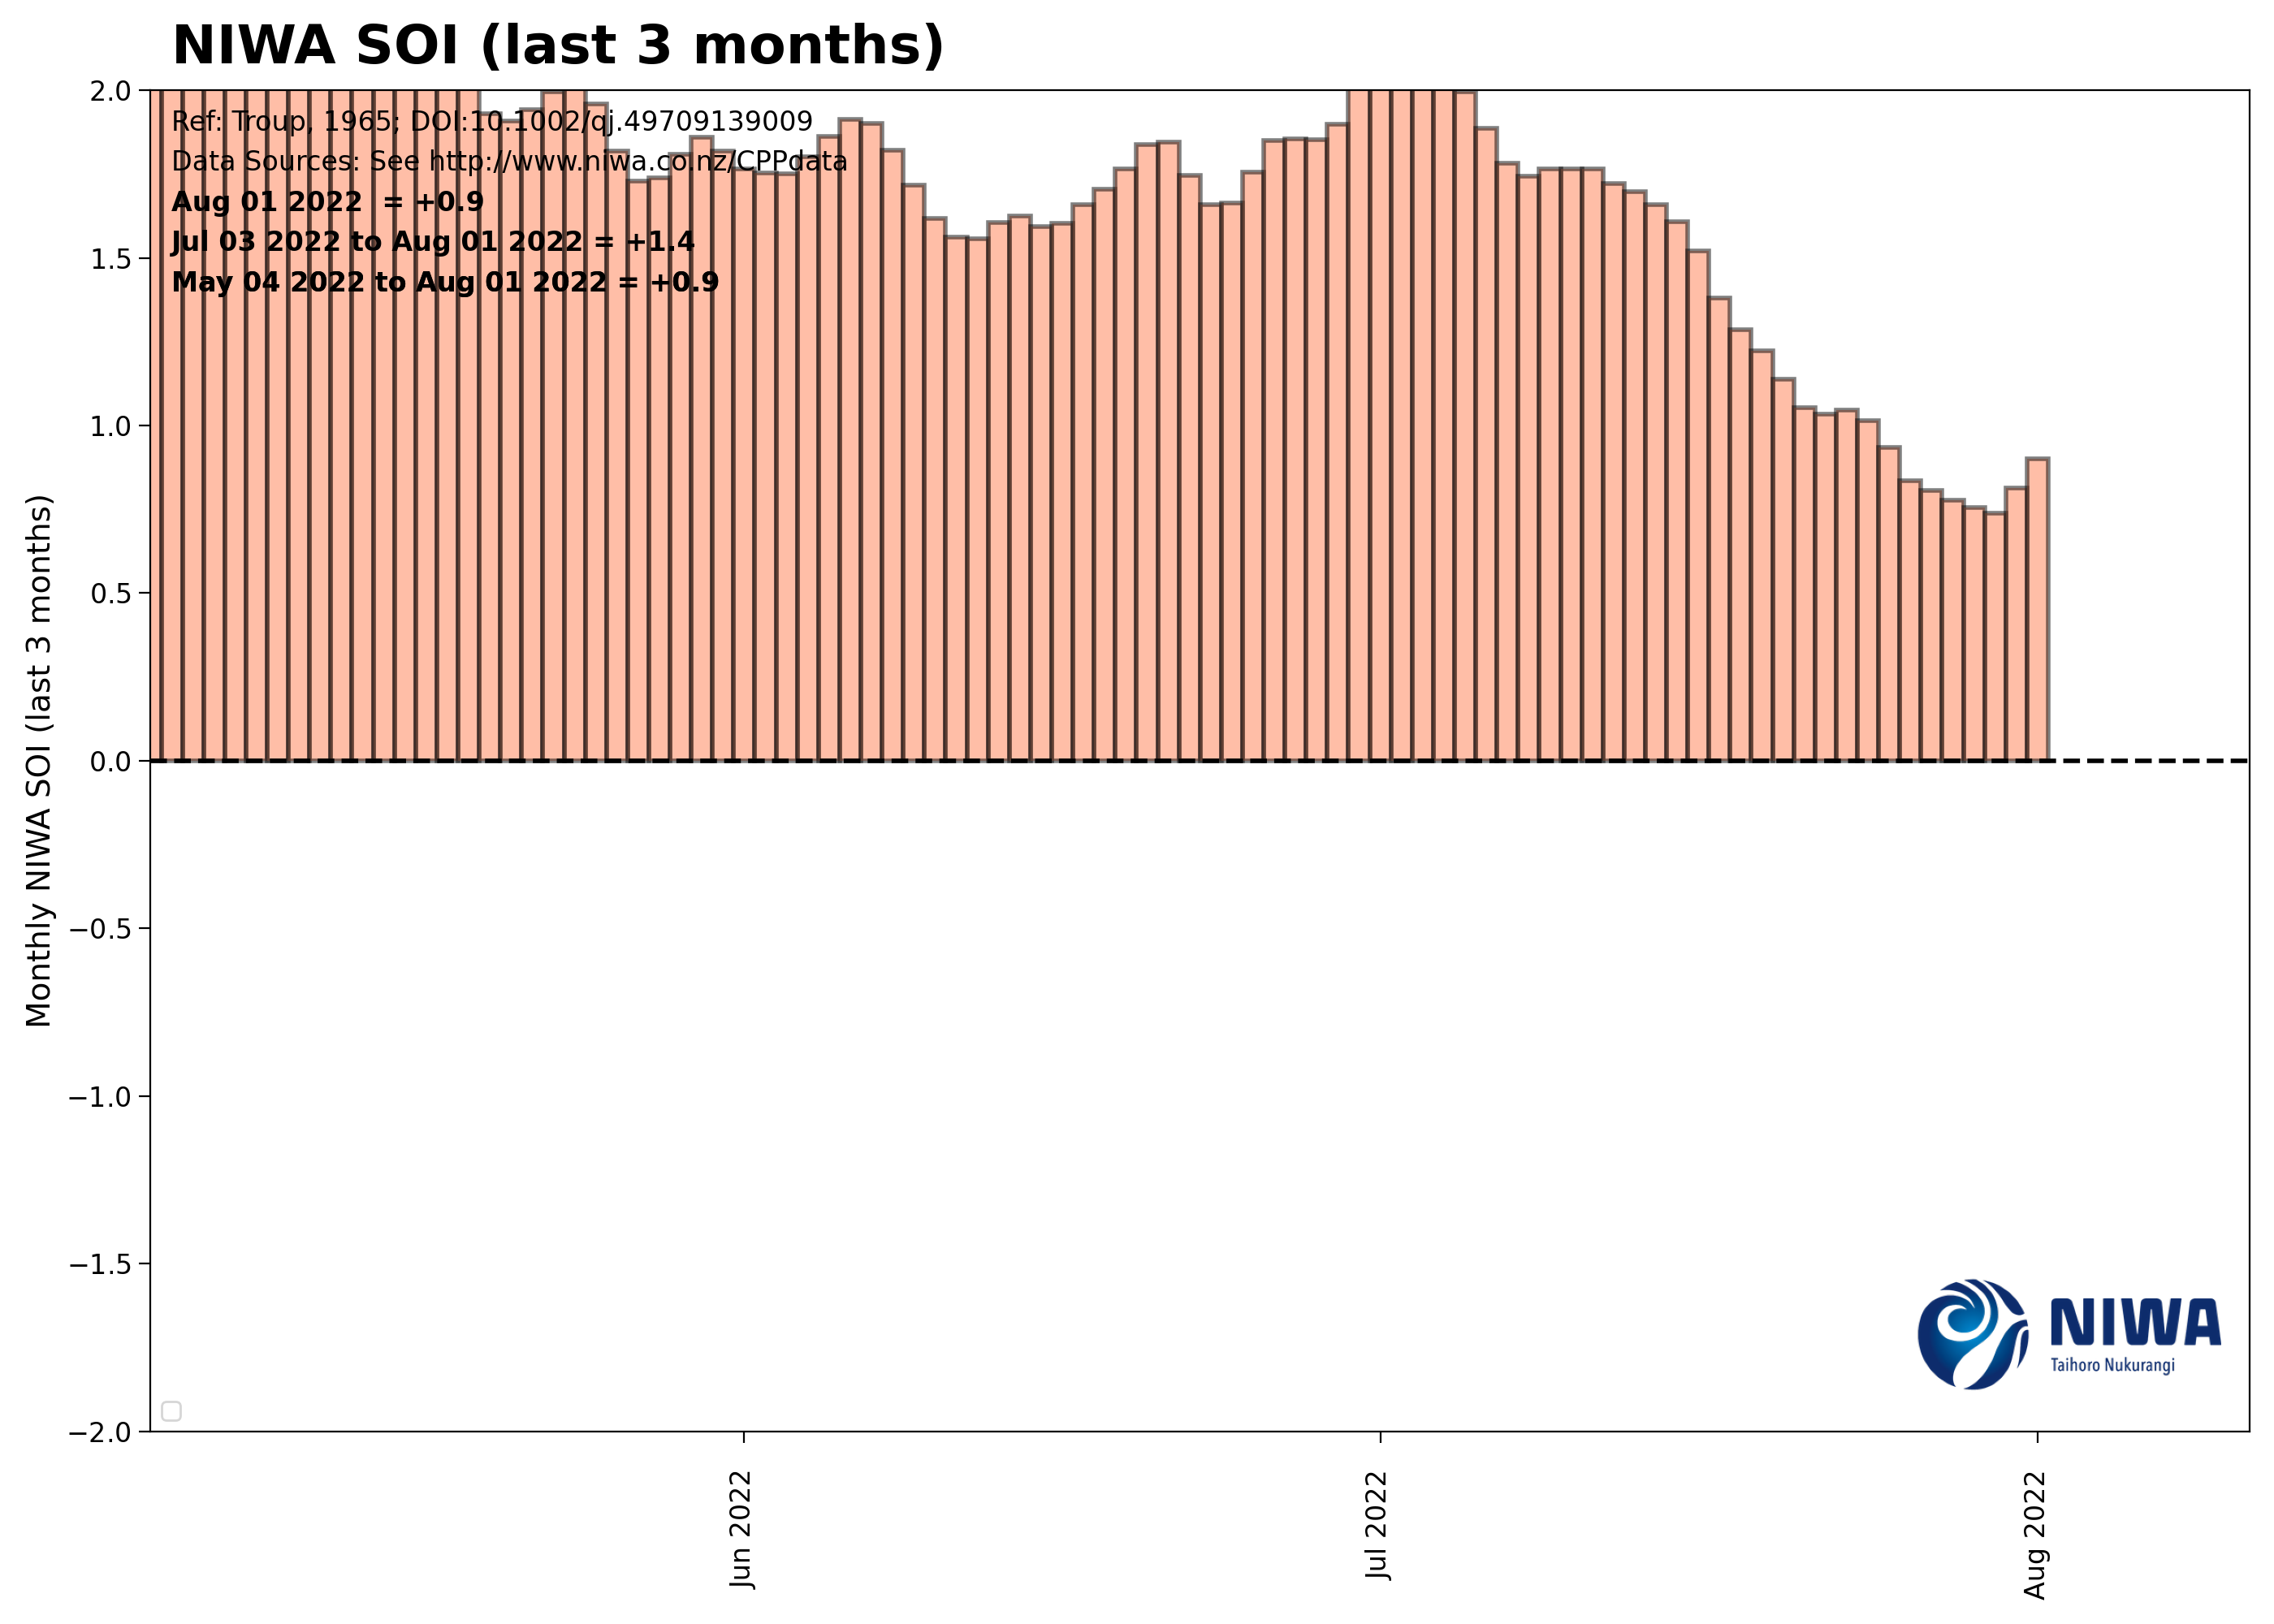 NIWA SOI (last 3 months)
Ref: Troup, 1965; DOI:10.1002/qj.49709139009
Data Sources: See http://www.niwa.co.nz/CPPdata
Aug 01 2022  = +0.9
Jul 03 2022 to Aug 01 2022 = +1.4
May 04 2022 to Aug 01 2022 = +0.9
Monthly NIWA SOI (last 3 months)
2.0
1.5
1.0
0.5
0.0
−0.5
−1.0
−1.5
−2.0
Jun 2022
Jul 2022
Aug 2022
NIWA
Taihoro Nukurangi